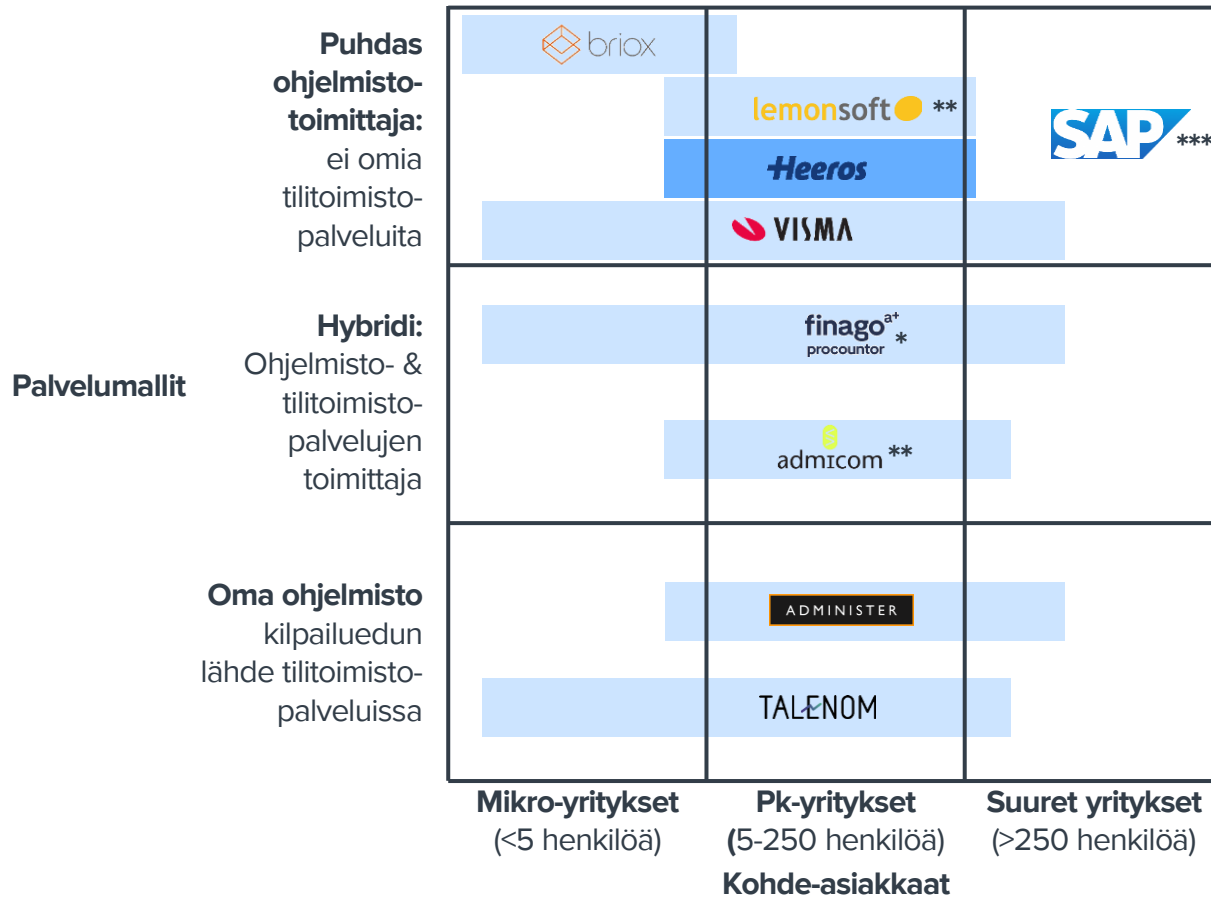 Puhdas
ohjelmisto-
toimittaja:
ei omia
tilitoimisto-
palveluita
briox
lemonsoft **
Heeros
VISMA
SAP ***
Palvelumallit
Hybridi:
Ohjelmisto- &
tilitoimisto-
palvelujen
toimittaja
finago a+ *
procountor
admicom **
Oma ohjelmisto
kilpailuedun
lähde tilitoimisto-
palveluissa
ADMINISTER
TALENOM
Mikro-yritykset
(<5 henkilöä)
Pk-yritykset
(5-250 henkilöä)
Suuret yritykset
(>250 henkilöä)
Kohde-asiakkaat